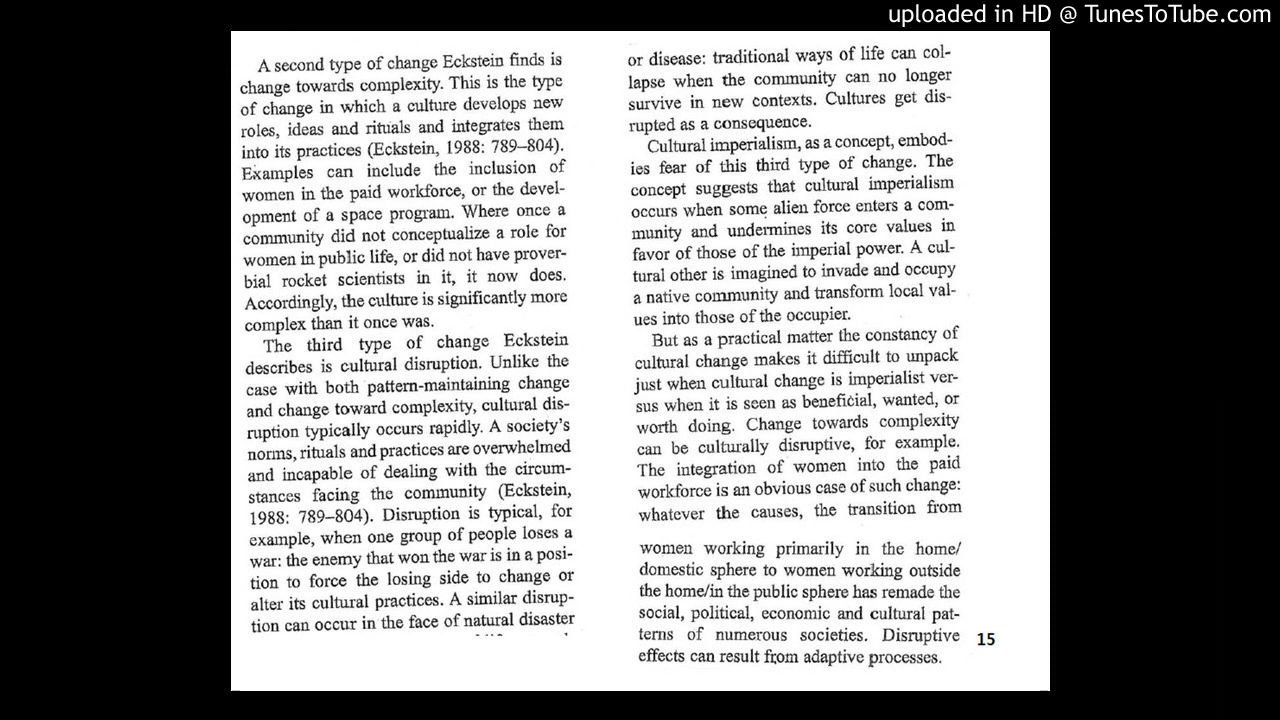 uploaded in HD @ TunesToTube.com
A second type of change Eckstein finds is
change towards complexity. This is the type
of change in which a culture develops new
roles, ideas and rituals and integrates them
into its practices (Eckstein, 1988: 789–804).
Examples can include the inclusion of
women in the paid workforce, or the devel-
opment of a space program. Where once a
community did not conceptualize a role for
women in public life, or did not have prover-
bial rocket scientists in it, it now does.
Accordingly, the culture is significantly more
complex than it once was.
The third type of change Eckstein
describes is cultural disruption. Unlike the
case with both pattern-maintaining change
and change toward complexity, cultural dis-
ruption typically occurs rapidly. A society's
norms, rituals and practices are overwhelmed
and incapable of dealing with the circum-
stances facing the community (Eckstein,
1988: 789–804). Disruption is typical, for
example, when one group of people loses a
war: the enemy that won the war is in a posi-
tion to force the losing side to change or
alter its cultural practices. A similar disrup-
tion can occur in the face of natural disaster
or disease: traditional ways of life can col-
lapse when the community can no longer
survive in new contexts. Cultures get dis-
rupted as a consequence.
Cultural imperialism, as a concept, embod-
ies fear of this third type of change. The
concept suggests that cultural imperialism
occurs when some alien force enters a com-
munity and undermines its core values in
favor of those of the imperial power. A cul-
tural other is imagined to invade and occupy
a native community and transform local val-
ues into those of the occupier.
But as a practical matter the constancy of
cultural change makes it difficult to unpack
just when cultural change is imperialist ver-
sus when it is seen as beneficial, wanted, or
worth doing. Change towards complexity
can be culturally disruptive, for example.
The integration of women into the paid
workforce is an obvious case of such change:
whatever the causes, the transition from
women working primarily in the home/
domestic sphere to women working outside
the home/in the public sphere has remade the
social, political, economic and cultural pat-
terns of numerous societies. Disruptive
effects can result from adaptive processes.
15